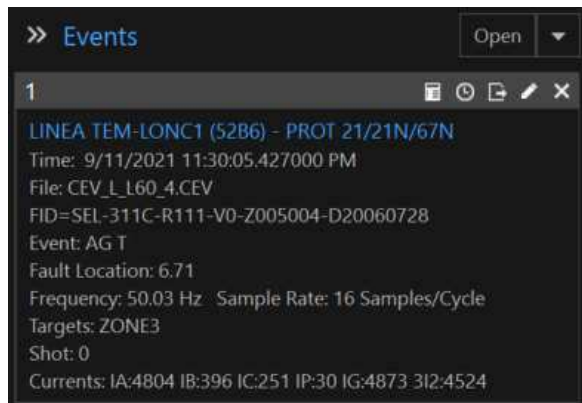 Events
Open
1
LINEA TEM-LONC1 (52B6) - PROT 21/21N/67N
Time: 9/11/2021 11:30:05.427000 PM
File: CEV_L_L60_4.CEV
FID=SEL-311C-R111-V0-Z005004-D20060728
Event: AG T
Fault Location: 6.71
Frequency: 50.03 Hz Sample Rate: 16 Samples/Cycle
Targets: ZONE3
Shot: 0
Currents: IA:4804 IB:396 IC:251 IP:30 IG:4873 3I2:4524